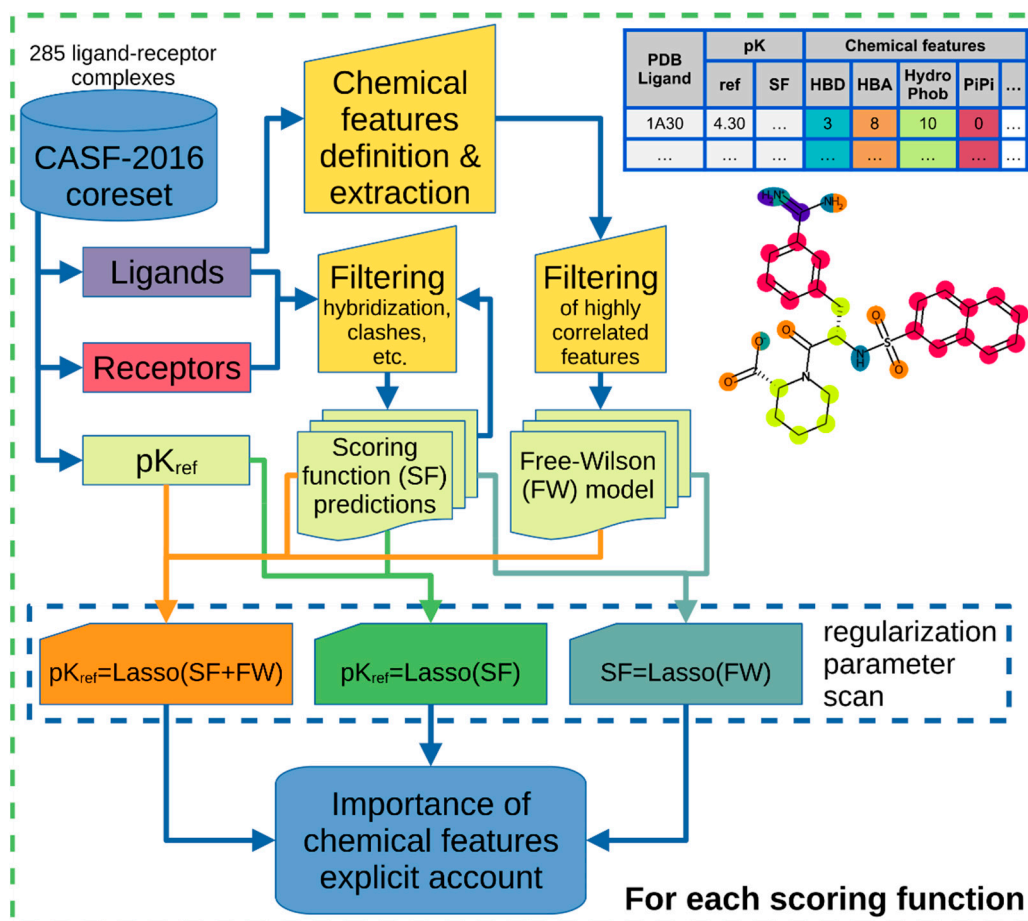 285 ligand-receptor
complexes
CASF-2016
coreset
Chemical
features
definition &
extraction
PDB
Ligand
pK
Chemical features
ref SF HBD HBA Hydro Phob PiPi ...
1A30 4.30 ... 3 8 10 0 ...
... ... ... ... ... ... ... ...
Ligands
Receptors
pKref
Filtering
hybridization,
clashes,
etc.
Filtering
of highly
correlated
features
H₂N⁺
NH₂
O
O
O
O
S
O
N
N
H
Scoring
function (SF)
predictions
Free-Wilson
(FW) model
pKref=Lasso(SF+FW)
pKref=Lasso(SF)
SF=Lasso(FW)
regularization
parameter
scan
Importance of
chemical features
explicit account
For each scoring function